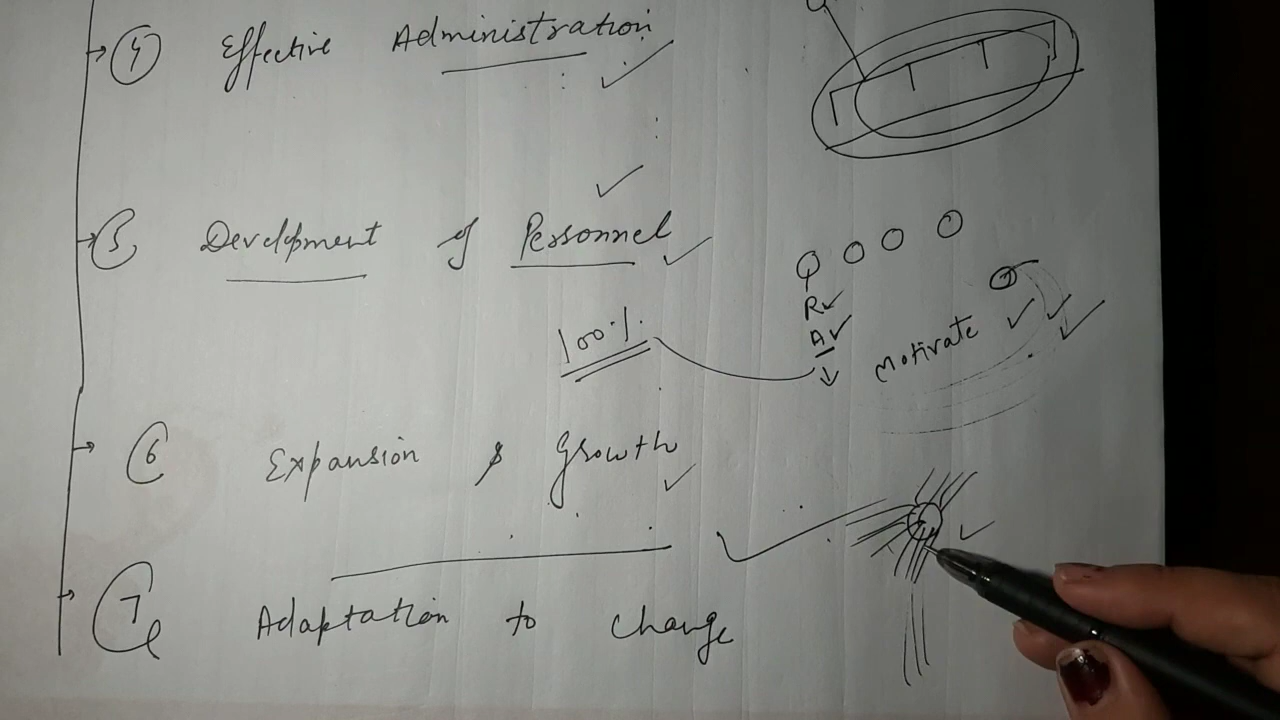 4 Effective Administration
5 Development of Personnel
R
A
Motivate
100%
6 Expansion & Growth
7 Adaptation to change